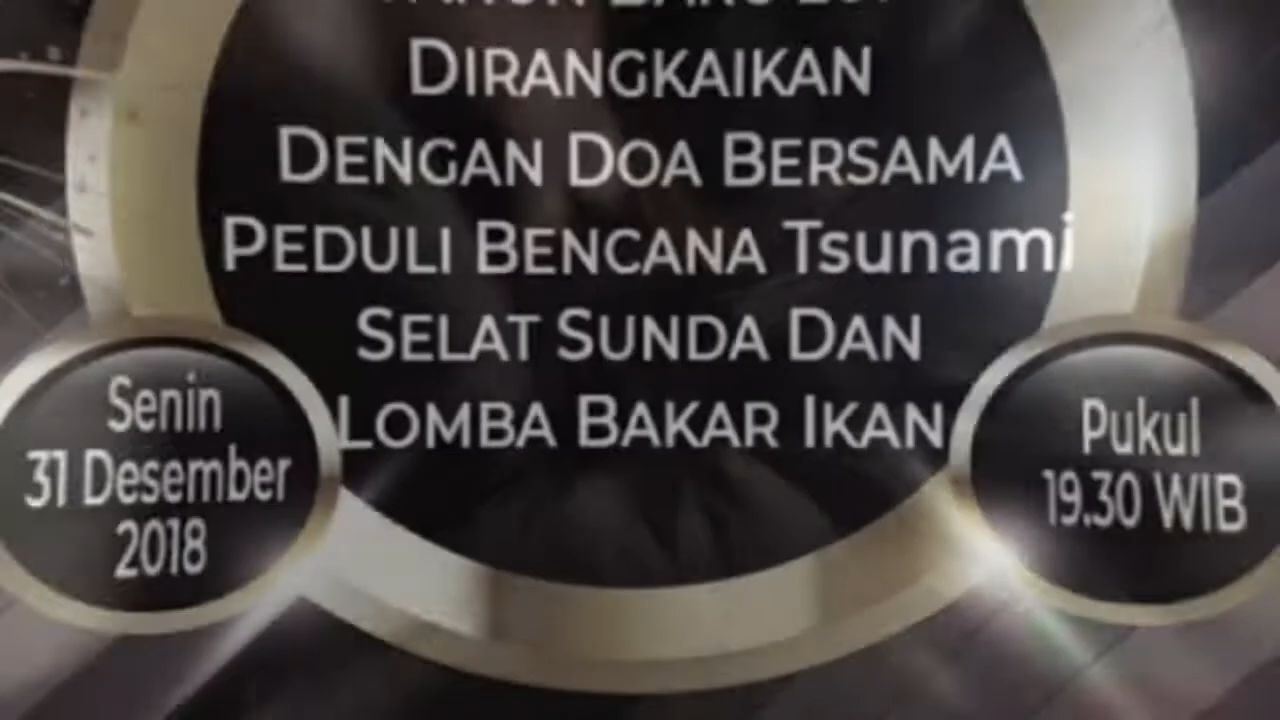 DIRANGKAIKAN
DENGAN DOA BERSAMA
PEDULI BENCANA Tsunami
SELAT SUNDA DAN
LOMBA BAKAR IKAN
Senin
31 Desember
2018
Pukul
19.30 WIB